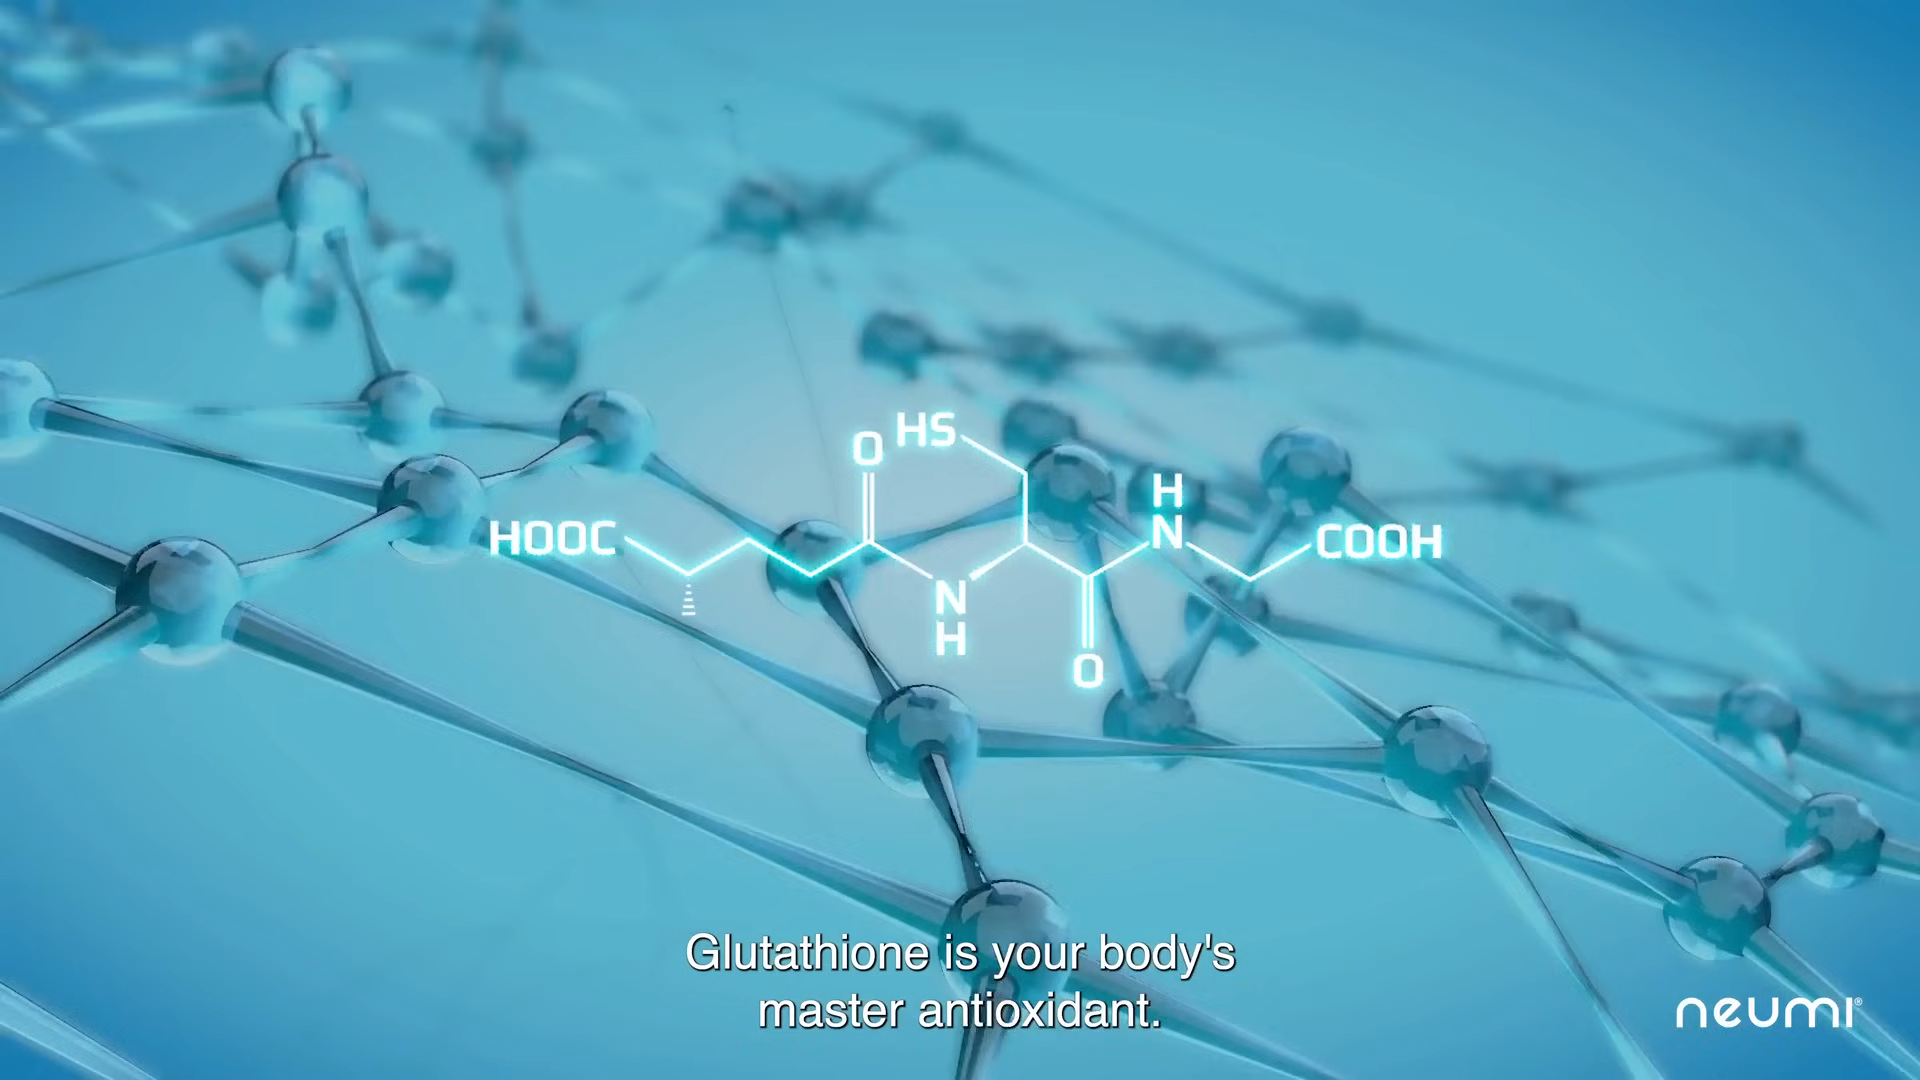 HS
O
H
N
HOOC
COOH
N
H
O
Glutathione is your body's
master antioxidant.
neumi®